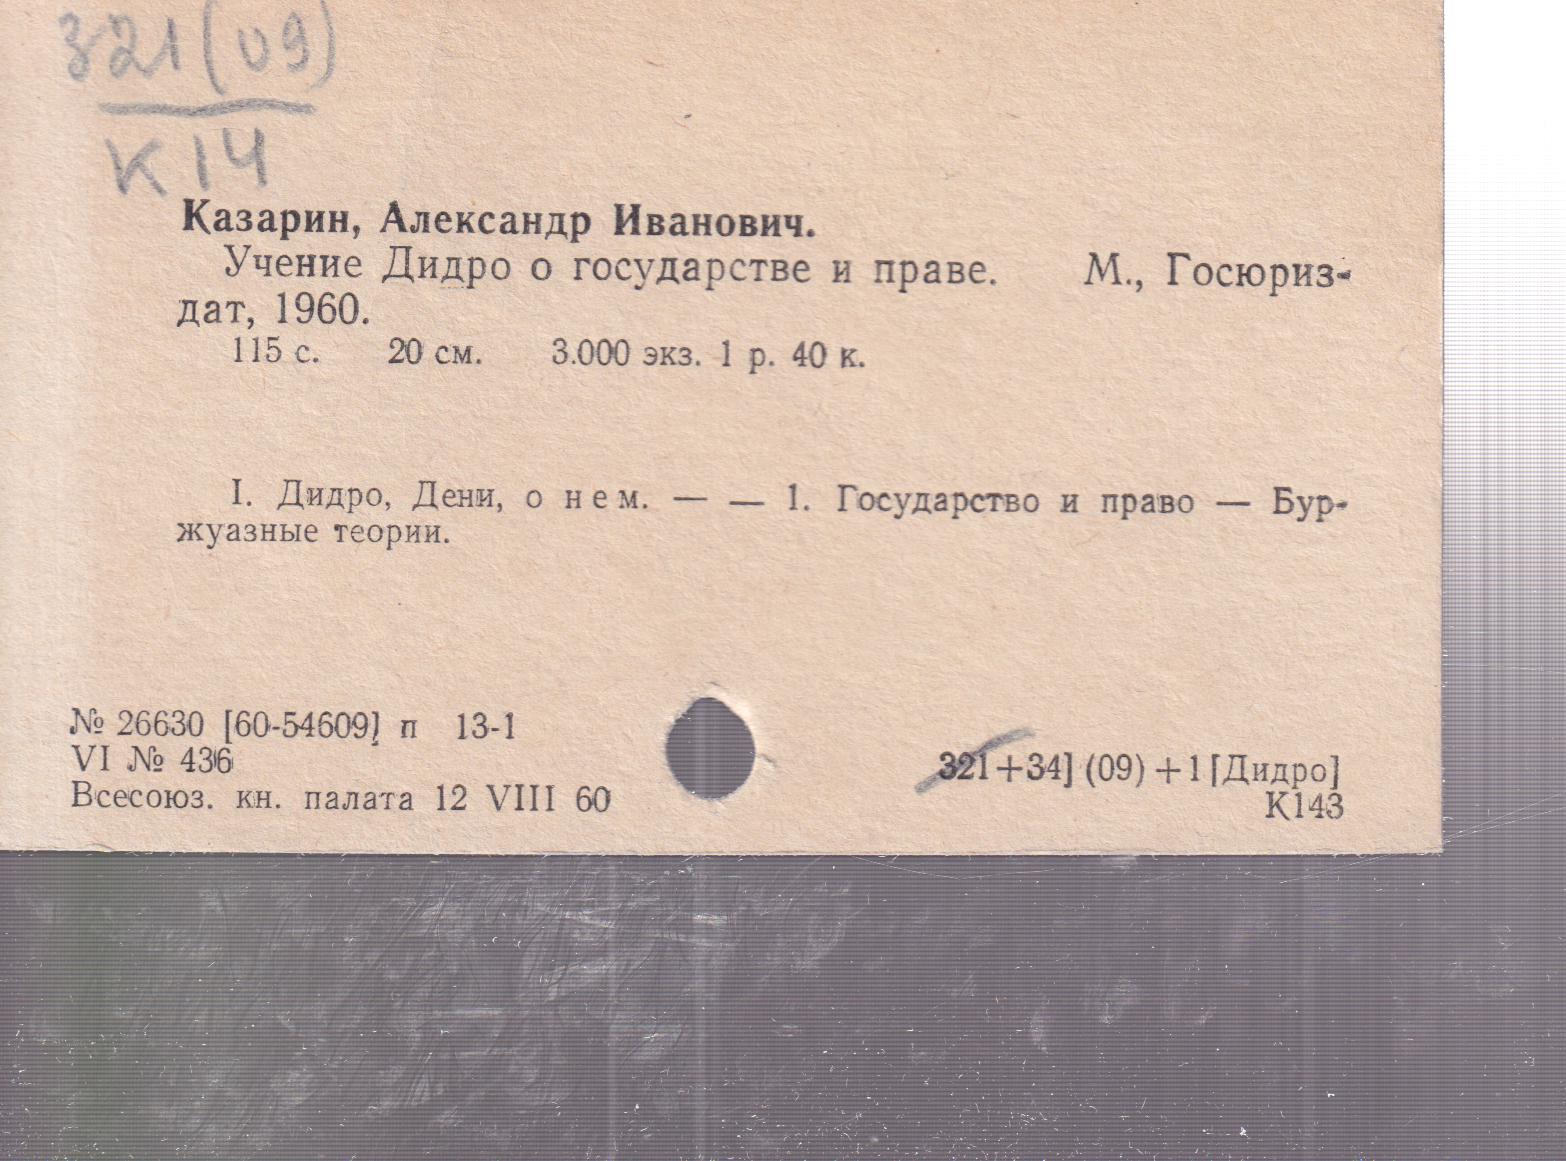 321(09)
К14
Казарин, Александр Иванович.
Учение Дидро о государстве и праве. М., Госюриз-
дат, 1960.
115 с. 20 см. 3.000 экз. 1 р. 40 к.
I. Дидро, Дени, о нем. — — 1. Государство и право — Бур-
жуазные теории.
№ 26630 [60-54609] п 13-1
VI № 436
Всесоюз. кн. палата 12 VIII 60
321+34] (09) +1 [Дидро]
К143